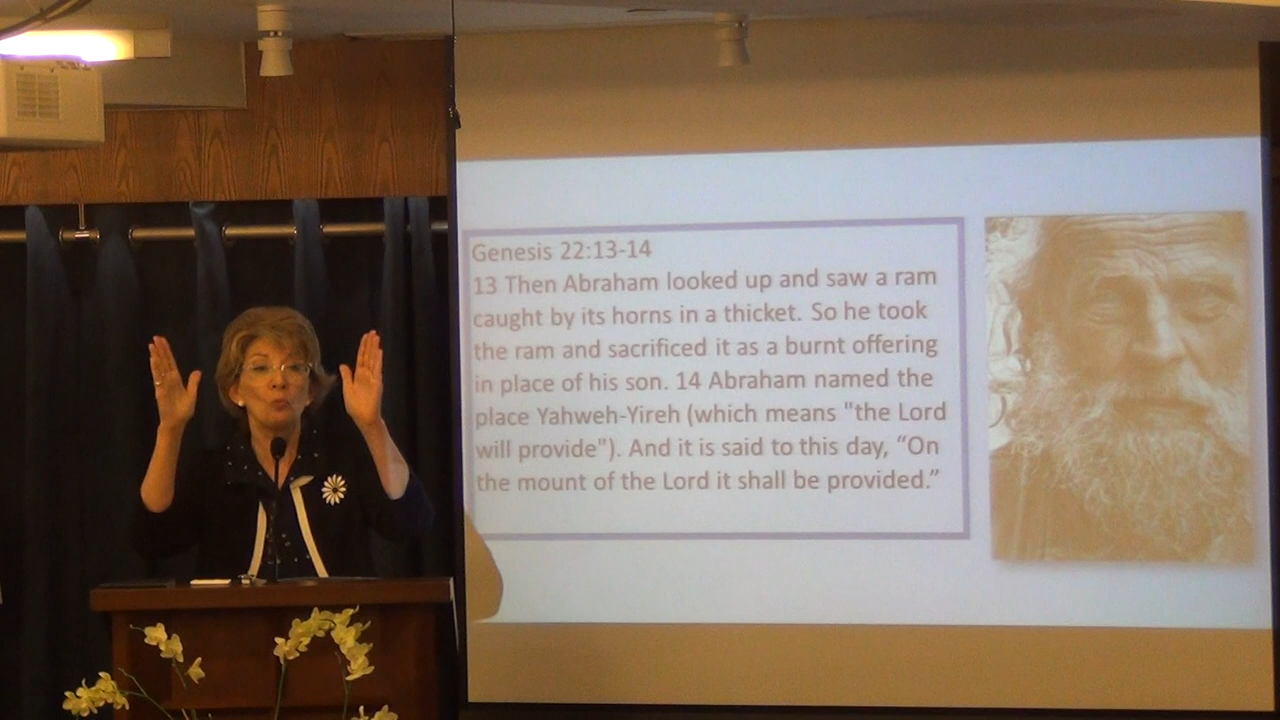 Genesis 22:13-14
13 Then Abraham looked up and saw a ram
caught by its horns in a thicket. So he took
the ram and sacrificed it as a burnt offering
in place of his son. 14 Abraham named the
place Yahweh-Yireh (which means "the Lord
will provide"). And it is said to this day, “On
the mount of the Lord it shall be provided.”